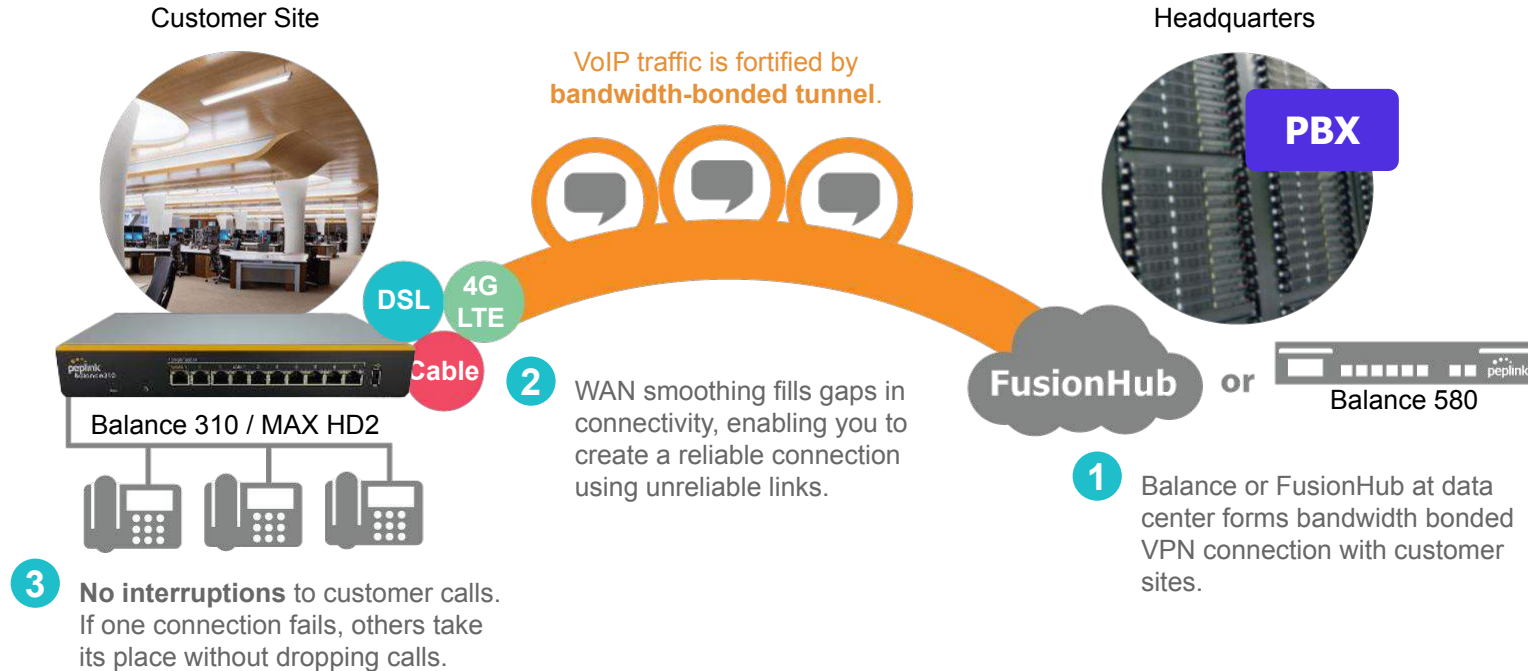 Customer Site
Headquarters
VoIP traffic is fortified by
bandwidth-bonded tunnel.
PBX
DSL
4G
LTE
Cable
peplink
Balance 310
Balance 310 / MAX HD2
2
WAN smoothing fills gaps in
connectivity, enabling you to
create a reliable connection
using unreliable links.
FusionHub
or
peplink
Balance 580
1
Balance or FusionHub at data
center forms bandwidth bonded
VPN connection with customer
sites.
3
No interruptions to customer calls.
If one connection fails, others take
its place without dropping calls.